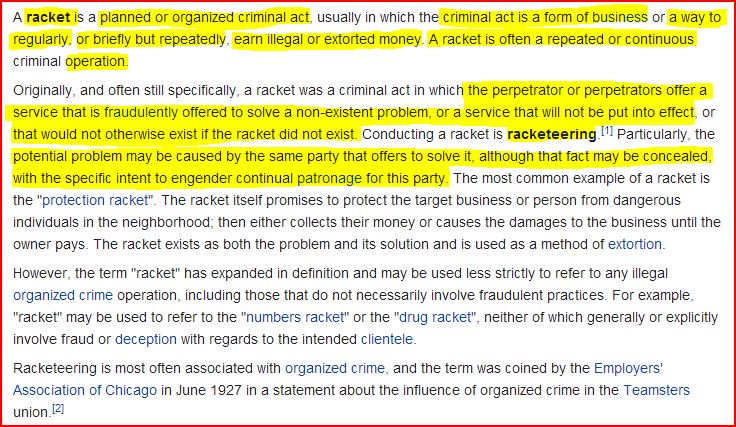 A racket is a planned or organized criminal act, usually in which the criminal act is a form of business or a way to
regularly, or briefly but repeatedly, earn illegal or extorted money. A racket is often a repeated or continuous
criminal operation.
Originally, and often still specifically, a racket was a criminal act in which the perpetrator or perpetrators offer a
service that is fraudulently offered to solve a non-existent problem, or a service that will not be put into effect, or
that would not otherwise exist if the racket did not exist. Conducting a racket is racketeering.[1] Particularly, the
potential problem may be caused by the same party that offers to solve it, although that fact may be concealed,
with the specific intent to engender continual patronage for this party. The most common example of a racket is
the "protection racket". The racket itself promises to protect the target business or person from dangerous
individuals in the neighborhood; then either collects their money or causes the damages to the business until the
owner pays. The racket exists as both the problem and its solution and is used as a method of extortion.
However, the term "racket" has expanded in definition and may be used less strictly to refer to any illegal
organized crime operation, including those that do not necessarily involve fraudulent practices. For example,
"racket" may be used to refer to the "numbers racket" or the "drug racket", neither of which generally or explicitly
involve fraud or deception with regards to the intended clientele.
Racketeering is most often associated with organized crime, and the term was coined by the Employers'
Association of Chicago in June 1927 in a statement about the influence of organized crime in the Teamsters
union.[2]